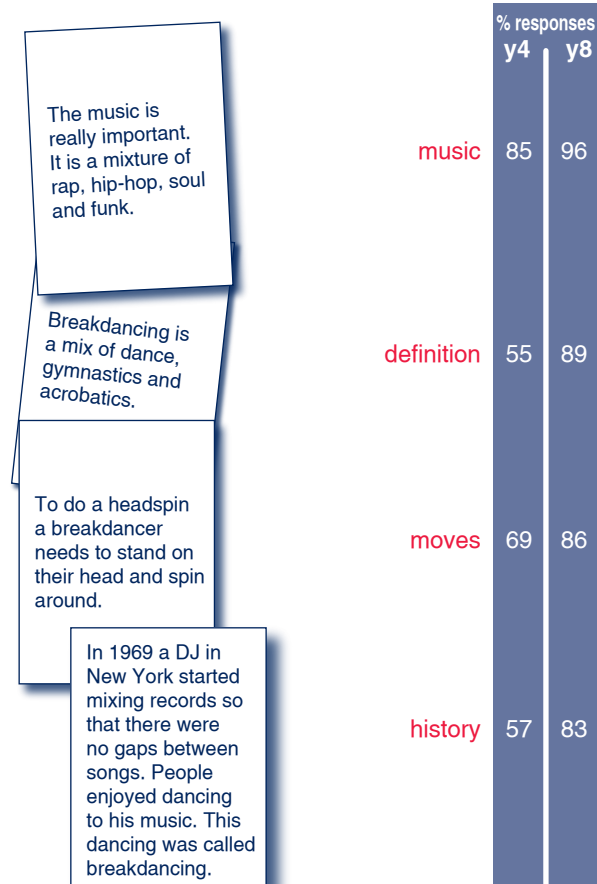 % responses
y4 y8
The music is
really important.
It is a mixture of
rap, hip-hop, soul
and funk.
music 85 96
Breakdancing is
a mix of dance,
gymnastics and
acrobatics.
definition 55 89
To do a headspin
a breakdancer
needs to stand on
their head and spin
around.
moves 69 86
In 1969 a DJ in
New York started
mixing records so
that there were
no gaps between
songs. People
enjoyed dancing
to his music. This
dancing was called
breakdancing.
history 57 83